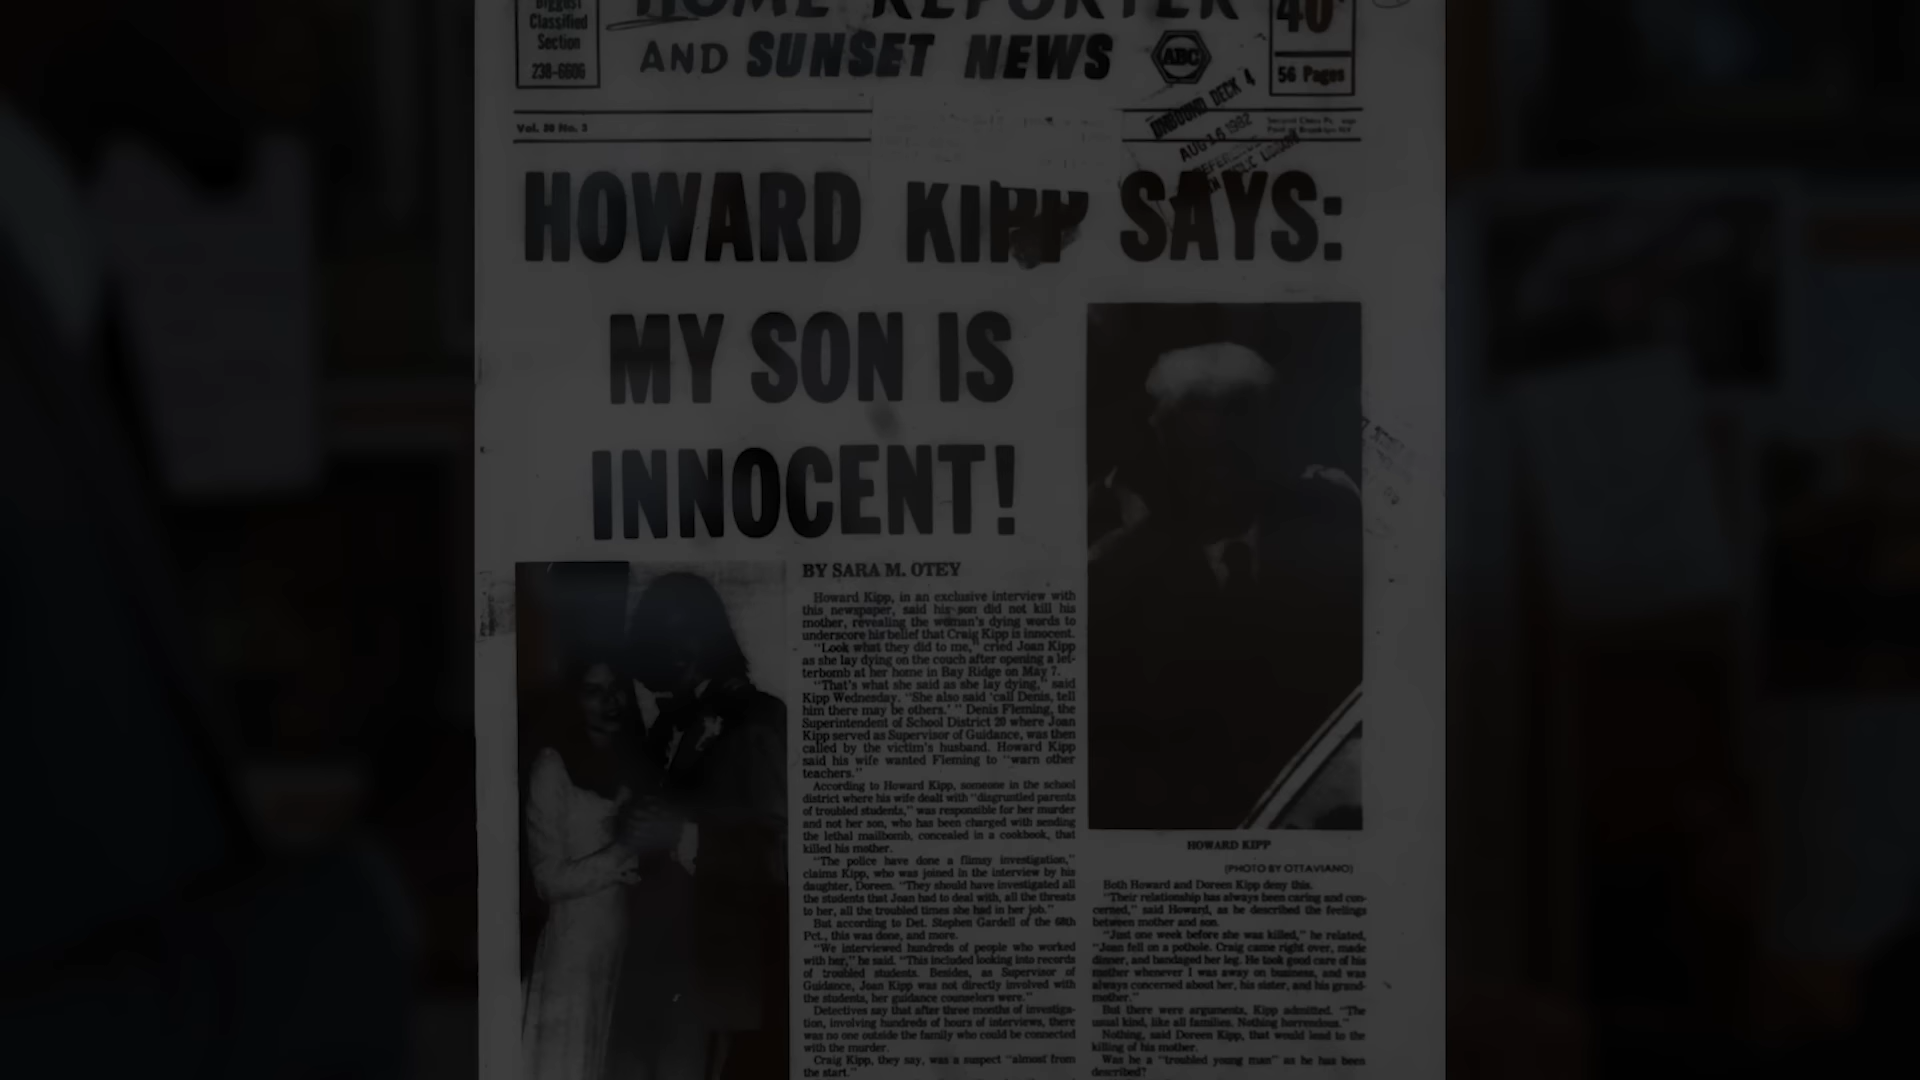 Biggest
Classified
Section
238-6606
HOME REPORTER
AND SUNSET NEWS
ABC
40¢
56 Pages
Vol. 30 No. 3
UNBOUND DECK 4
AUG 16 1982
HOWARD KIPP SAYS:
MY SON IS
INNOCENT!
BY SARA M. OTEY
Howard Kipp, in an exclusive interview with
this newspaper, said his son did not kill his
mother, revealing the woman's dying words to
underscore his belief that Craig Kipp is innocent.
"Look what they did to me," cried Joan Kipp
as she lay dying on the couch after opening a let-
terbomb at her home in Bay Ridge on May 7.
"That's what she said as she lay dying," said
Kipp Wednesday. "She also said 'call Denis, tell
him there may be others.' " Denis Fleming, the
Superintendent of School District 20 where Joan
Kipp served as Supervisor of Guidance, was then
called by the victim's husband. Howard Kipp
said his wife wanted Fleming to "warn other
teachers."
According to Howard Kipp, someone in the school
district where his wife dealt with "disgruntled parents
of troubled students," was responsible for her murder
and not her son, who has been charged with sending
the lethal mailbomb, concealed in a cookbook, that
killed his mother.
"The police have done a flimsy investigation,"
claims Kipp, who was joined in the interview by his
daughter, Doreen. "They should have investigated all
the students that Joan had to deal with, all the threats
to her, all the troubled times she had in her job."
But according to Det. Stephen Gardell of the 68th
Pct., this was done, and more.
"We interviewed hundreds of people who worked
with her," he said. "This included looking into records
of troubled students. Besides, as Supervisor of
Guidance, Joan Kipp was not directly involved with
the students, her guidance counselors were."
Detectives say that after three months of investiga-
tion, involving hundreds of hours of interviews, there
was no one outside the family who could be connected
with the murder.
Craig Kipp, they say, was a suspect "almost from
the start."
HOWARD KIPP
(PHOTO BY OTTAVIANO)
Both Howard and Doreen Kipp deny this.
"Their relationship has always been caring and con-
cerned," said Howard, as he described the feelings
between mother and son.
"Just one week before she was killed," he related,
"Joan fell on a pothole. Craig came right over, made
dinner, and bandaged her leg. He took good care of his
mother whenever I was away on business, and was
always concerned about her, his sister, and his grand-
mother."
But there were arguments, Kipp admitted. "The
usual kind, like all families. Nothing horrendous."
Nothing, said Doreen Kipp, that would lead to the
killing of his mother.
Was he a "troubled young man" as he has been
described?